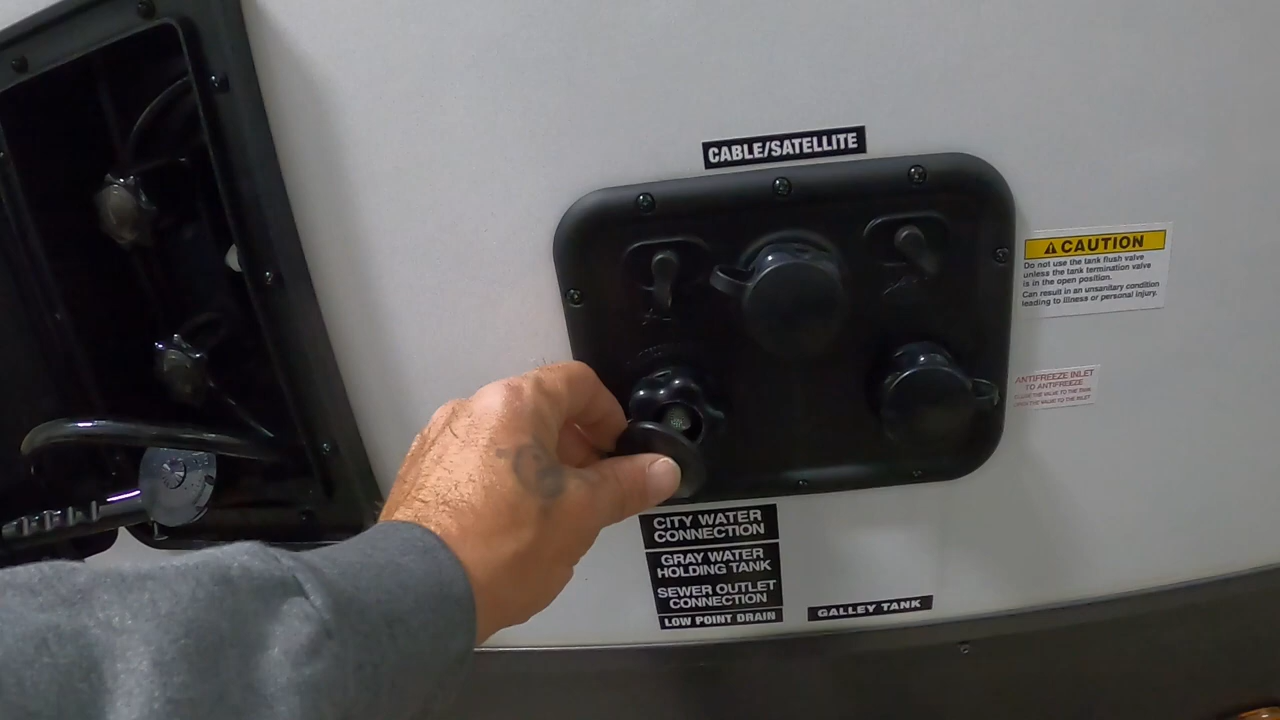 CABLE/SATELLITE
CAUTION
Do not use the tank flush valve
unless the tank termination valve
is in the open position.
Can result in an unsanitary condition
leading to illness or personal injury.
ANTIFREEZE INLET
TO ANTIFREEZE
CITY WATER
CONNECTION
GRAY WATER
HOLDING TANK
SEWER OUTLET
CONNECTION
LOW POINT DRAIN
GALLEY TANK